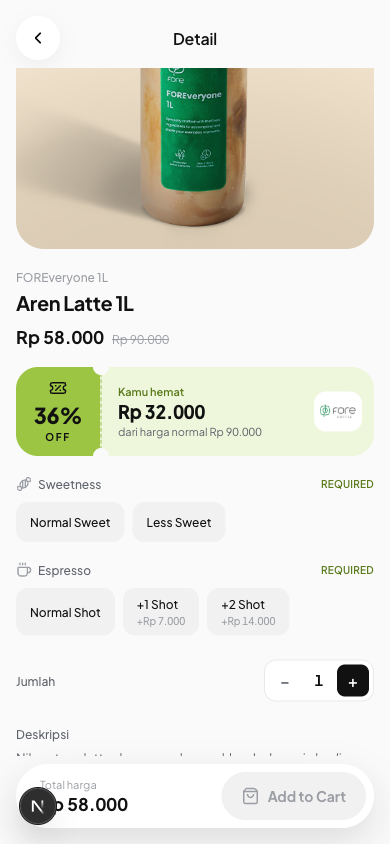 Detail
FORE
FOREveryone
1L
FOREveryone 1L
Aren Latte 1L
Rp 58.000 Rp 90.000
36%
OFF
Kamu hemat
Rp 32.000
dari harga normal Rp 90.000
fore
COFFEE
Sweetness REQUIRED
Normal Sweet Less Sweet
Espresso REQUIRED
Normal Shot
+1 Shot
+Rp 7.000
+2 Shot
+Rp 14.000
Jumlah − 1 +
Deskripsi
Total harga
N
58.000
Add to Cart